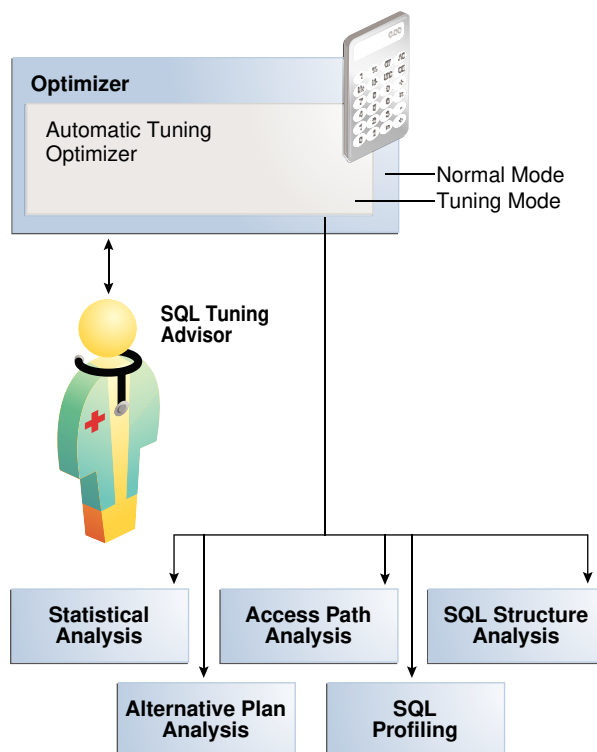 Optimizer
Automatic Tuning
Optimizer
Normal Mode
Tuning Mode
SQL Tuning
Advisor
Statistical
Analysis
Access Path
Analysis
SQL Structure
Analysis
Alternative Plan
Analysis
SQL
Profiling